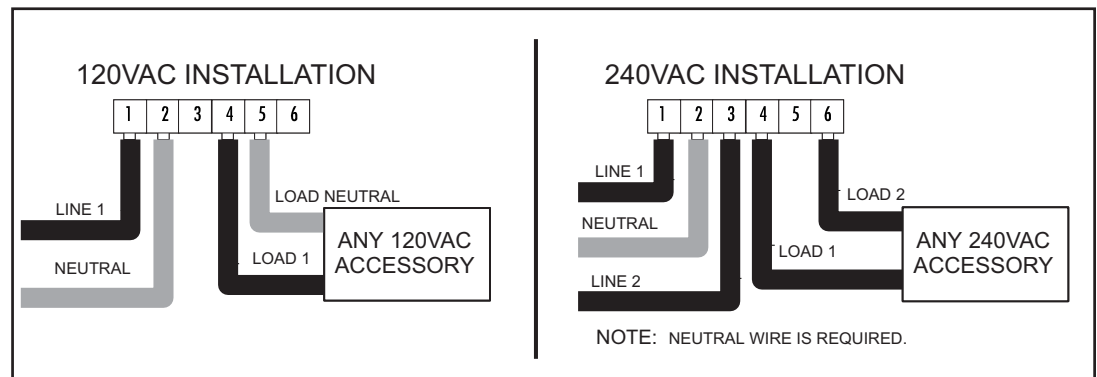 120VAC INSTALLATION
1 2 3 4 5 6
LINE 1
LOAD NEUTRAL
NEUTRAL
LOAD 1
ANY 120VAC
ACCESSORY
240VAC INSTALLATION
1 2 3 4 5 6
LINE 1
LOAD 2
NEUTRAL
LOAD 1
ANY 240VAC
ACCESSORY
LINE 2
NOTE: NEUTRAL WIRE IS REQUIRED.